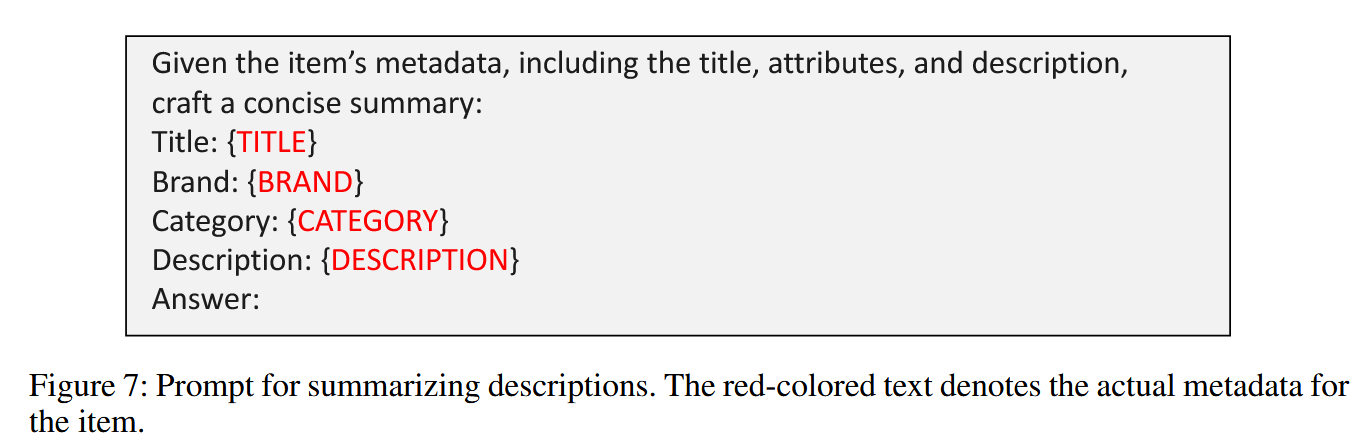 Given the item’s metadata, including the title, attributes, and description,
craft a concise summary:
Title: {TITLE}
Brand: {BRAND}
Category: {CATEGORY}
Description: {DESCRIPTION}
Answer:
Figure 7: Prompt for summarizing descriptions. The red-colored text denotes the actual metadata for
the item.